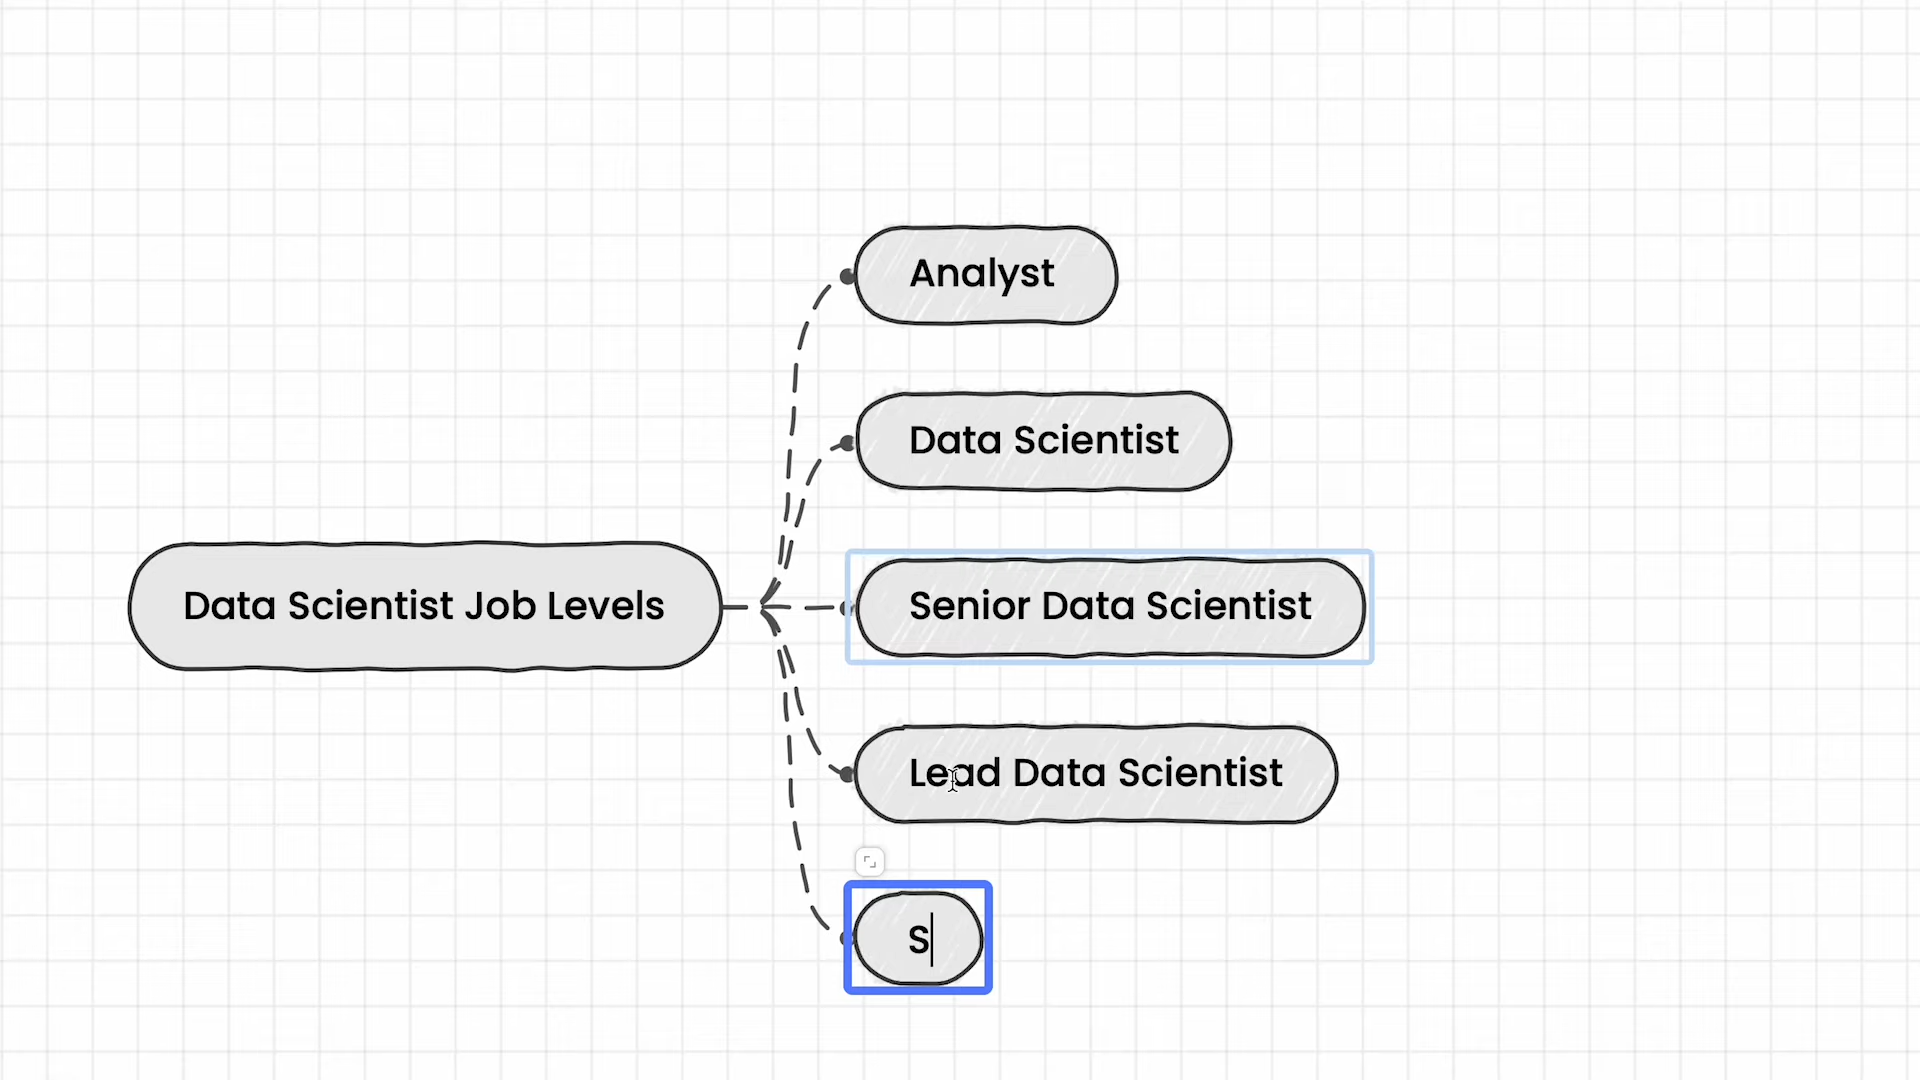 Analyst
Data Scientist
Data Scientist Job Levels
Senior Data Scientist
Lead Data Scientist
S